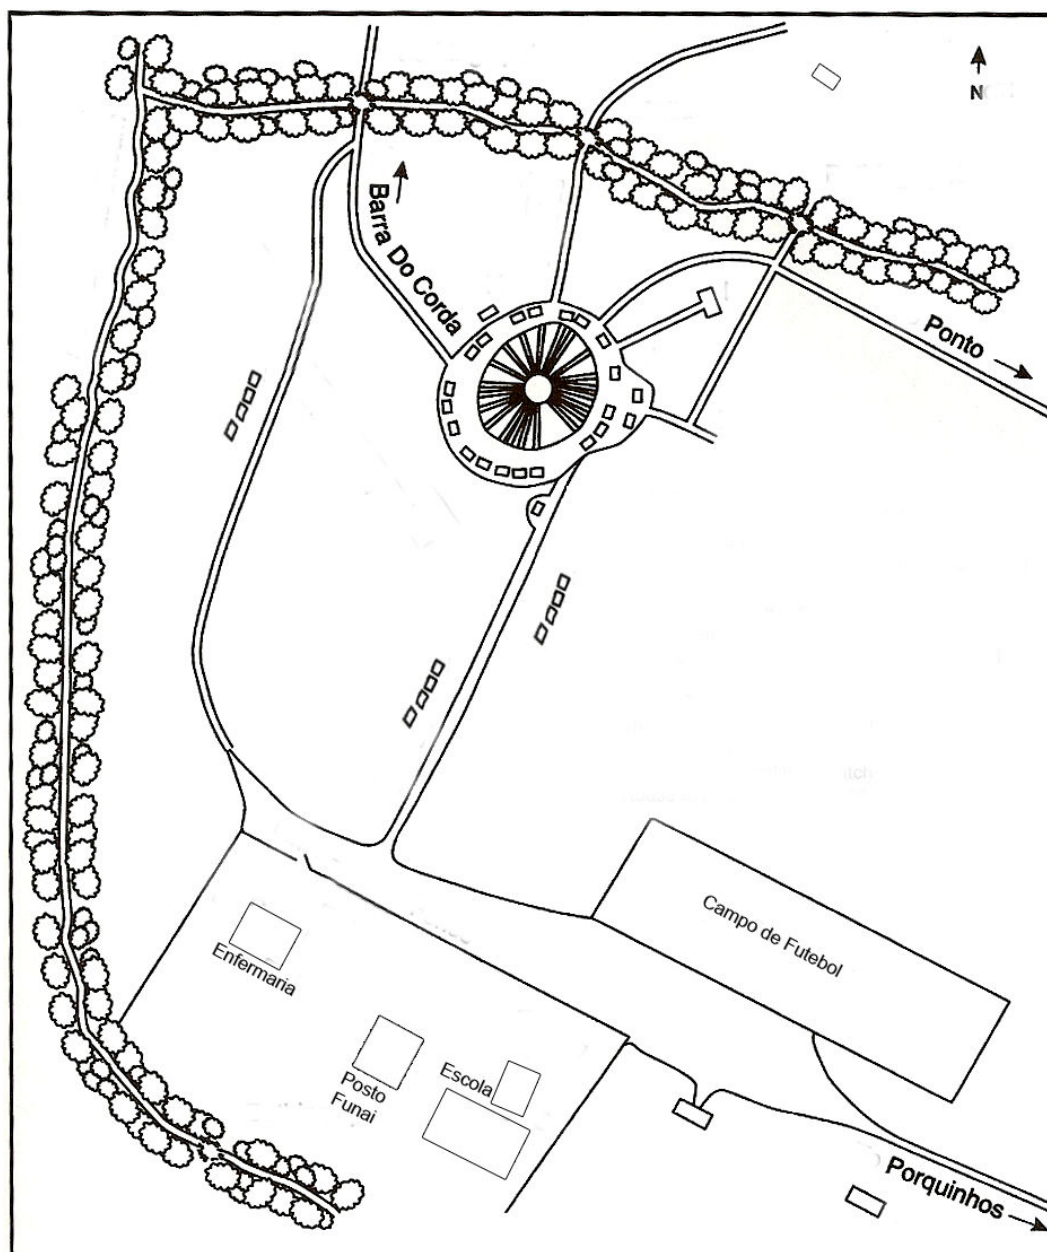 N
Barra Do Corda
Ponto
Campo de Futebol
Enfermaria
Posto
Funai
Escola
Porquinhos